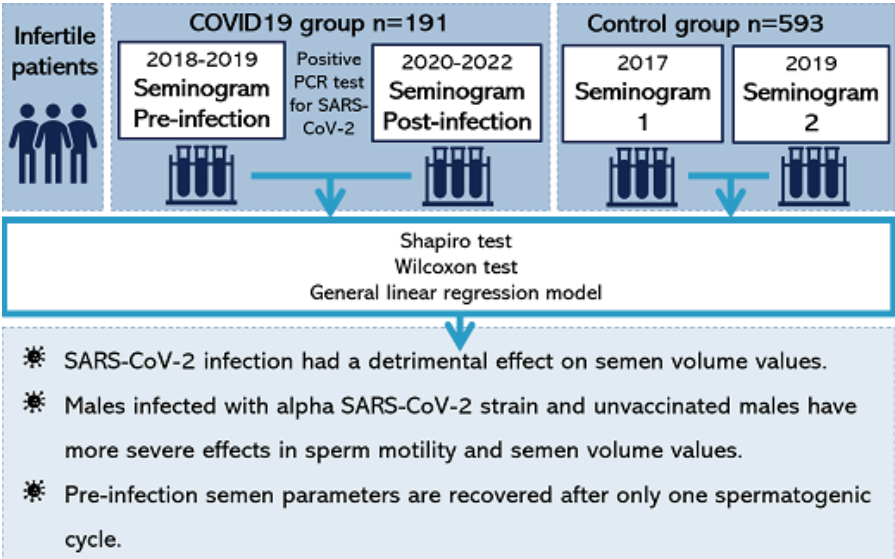 Infertile
patients
COVID19 group n=191
2018-2019
Seminogram
Pre-infection
Positive
PCR test
for SARS-
CoV-2
2020-2022
Seminogram
Post-infection
Control group n=593
2017
Seminogram
1
2019
Seminogram
2
Shapiro test
Wilcoxon test
General linear regression model
SARS-CoV-2 infection had a detrimental effect on semen volume values.
Males infected with alpha SARS-CoV-2 strain and unvaccinated males have
more severe effects in sperm motility and semen volume values.
Pre-infection semen parameters are recovered after only one spermatogenic
cycle.